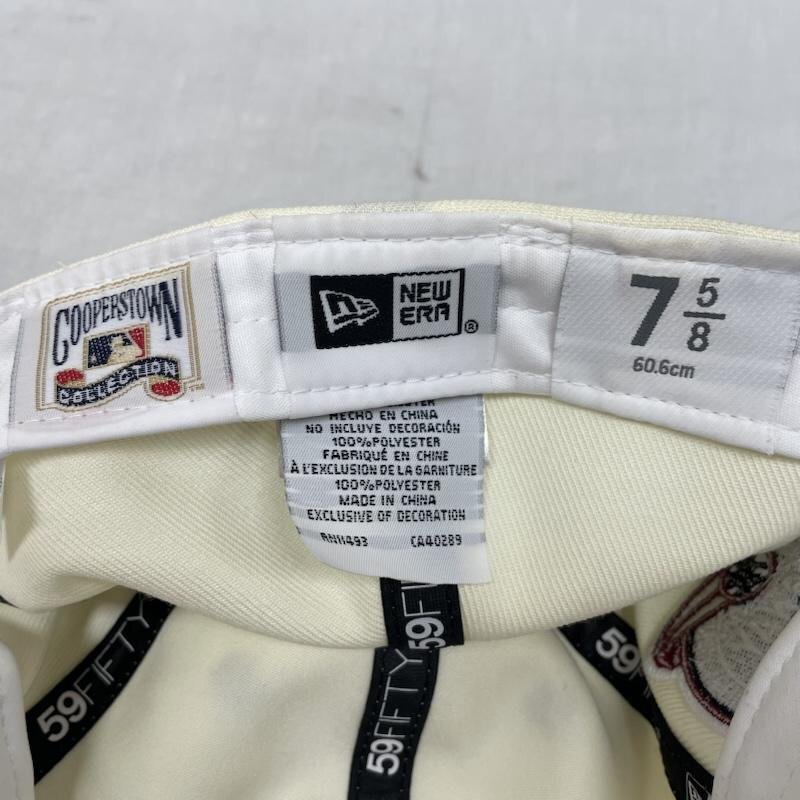 COOPERSTOWN
COLLECTION
TM
NEW
ERA
®
7 5/8
60.6cm
HECHO EN CHINA
NO INCLUYE DECORACIÓN
100%POLYESTER
FABRIQUÉ EN CHINE
À L'EXCLUSION DE LA GARNITURE
100%POLYESTER
MADE IN CHINA
EXCLUSIVE OF DECORATION
RN11493 CA40289
59FIFTY
59
59FIFTY
59FIFTY